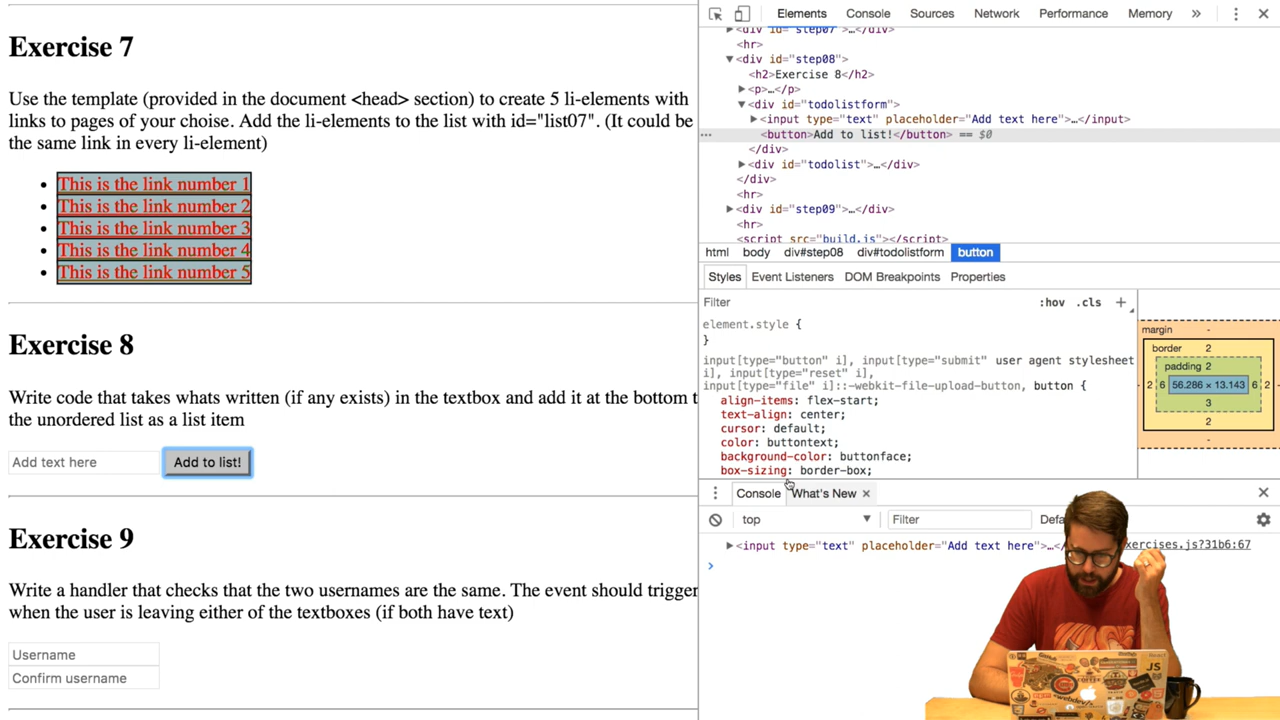 Exercise 7
Use the template (provided in the document <head> section) to create 5 li-elements with
links to pages of your choise. Add the li-elements to the list with id="list07". (It could be
the same link in every li-element)
This is the link number 1
This is the link number 2
This is the link number 3
This is the link number 4
This is the link number 5
Exercise 8
Write code that takes whats written (if any exists) in the textbox and add it at the bottom t
the unordered list as a list item
Add text here
Add to list!
Exercise 9
Write a handler that checks that the two usernames are the same. The event should trigger
when the user is leaving either of the textboxes (if both have text)
Username
Confirm username
Elements Console Sources Network Performance Memory »
<div id="step07">…</div>
<hr>
<div id="step08">
<h2>Exercise 8</h2>
<p>…</p>
<div id="todolistform">
<input type="text" placeholder="Add text here">…</input>
<button>Add to list!</button> == $0
</div>
<div id="todolist">…</div>
</div>
<hr>
<div id="step09">…</div>
<hr>
<script src="build.js"></script>
html body div#step08 div#todolistform button
Styles Event Listeners DOM Breakpoints Properties
Filter :hov .cls +
element.style {
}
input[type="button" i], input[type="submit" user agent stylesheet
i], input[type="reset" i],
input[type="file" i]::-webkit-file-upload-button, button {
align-items: flex-start;
text-align: center;
cursor: default;
color: buttontext;
background-color: buttonface;
box-sizing: border-box;
margin -
border 2
padding 2
2 6 56.286 × 13.143 6 2
3
2
-
Console What's New ×
top Filter Defa
<input type="text" placeholder="Add text here">…</ xercises.js?31b6:67
JS